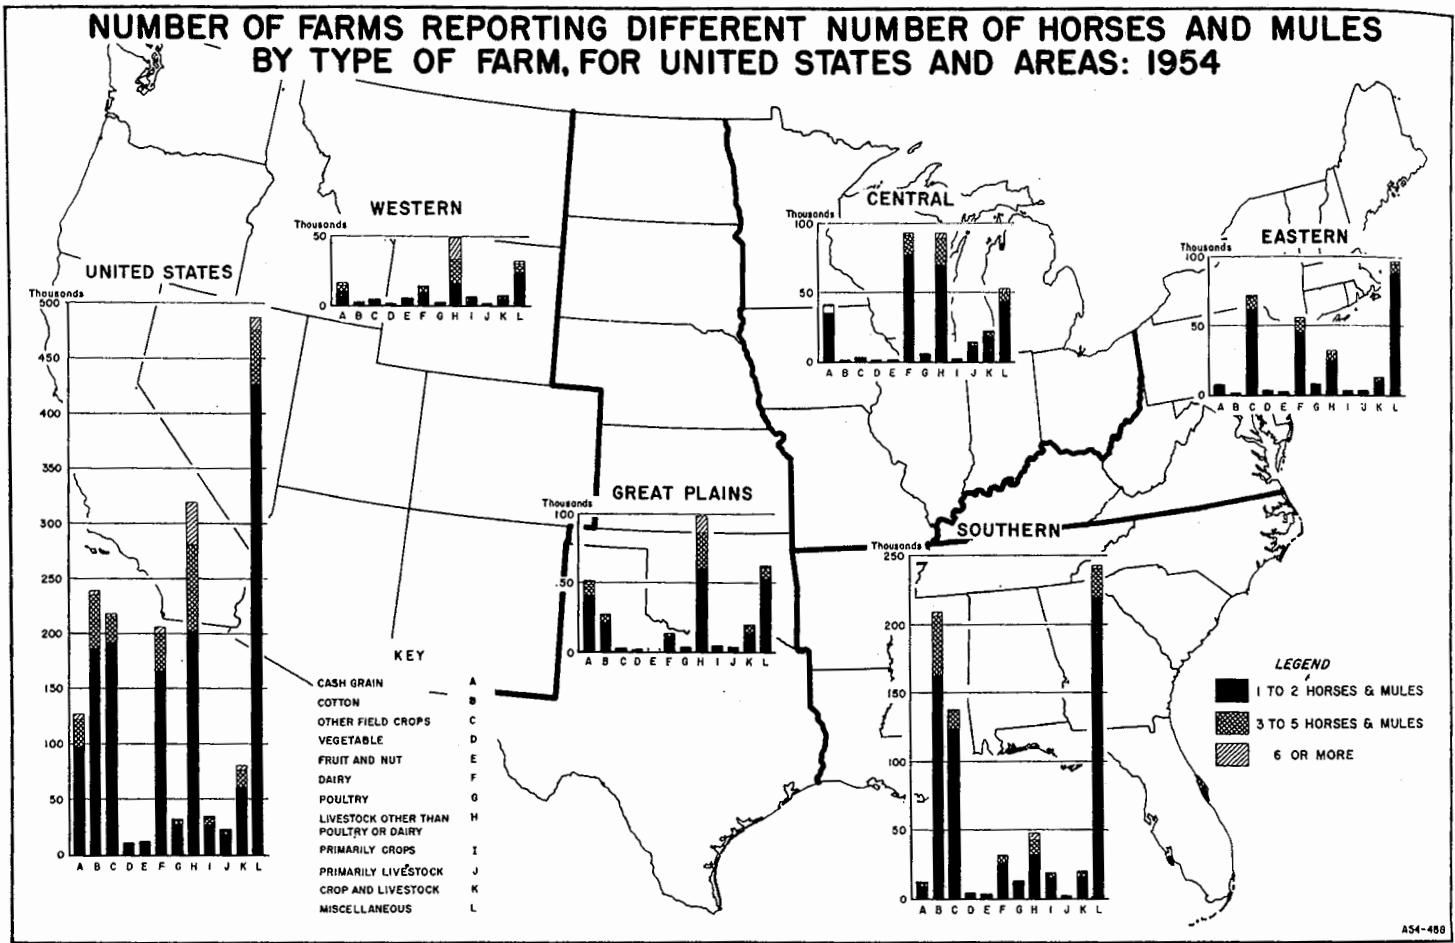 NUMBER OF FARMS REPORTING DIFFERENT NUMBER OF HORSES AND MULES
BY TYPE OF FARM, FOR UNITED STATES AND AREAS: 1954
UNITED STATES
Thousands
500
450
400
350
300
250
200
150
100
50
0
A B C D E F G H I J K L
WESTERN
Thousands
50
0
A B C D E F G H I J K L
CENTRAL
Thousands
100
50
0
A B C D E F G H I J K L
EASTERN
Thousands
100
50
0
A B C D E F G H I J K L
GREAT PLAINS
Thousands
100
50
0
A B C D E F G H I J K L
SOUTHERN
Thousands
250
200
150
100
50
0
A B C D E F G H I J K L
KEY
CASH GRAIN A
COTTON B
OTHER FIELD CROPS C
VEGETABLE D
FRUIT AND NUT E
DAIRY F
POULTRY G
LIVESTOCK OTHER THAN H
POULTRY OR DAIRY
PRIMARILY CROPS I
PRIMARILY LIVESTOCK J
CROP AND LIVESTOCK K
MISCELLANEOUS L
LEGEND
1 TO 2 HORSES & MULES
3 TO 5 HORSES & MULES
6 OR MORE